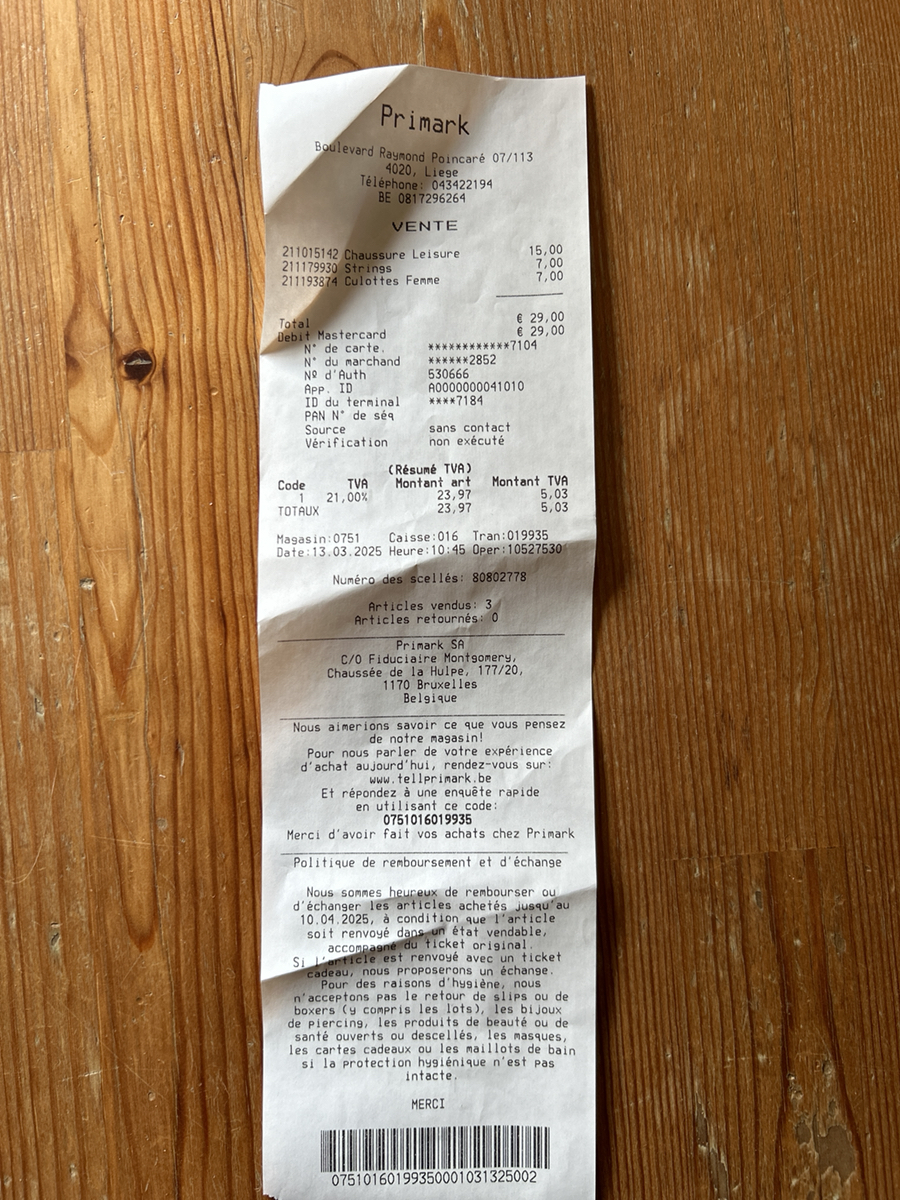 Primark
Boulevard Raymond Poincaré 07/113
4020, Liege
Téléphone: 043422194
BE 0817296264
VENTE
211015142 Chaussure Leisure 15,00
211179930 Strings 7,00
211193874 Culottes Femme 7,00
Total € 29,00
Debit Mastercard € 29,00
N° de carte. ************7104
N° du marchand ******2852
Nº d'Auth 530666
App. ID A0000000041010
ID du terminal ****7184
PAN N° de séq
Source sans contact
Vérification non exécuté
(Résumé TVA)
Code TVA Montant art Montant TVA
1 21,00% 23,97 5,03
TOTAUX 23,97 5,03
Magasin:0751 Caisse:016 Tran:019935
Date:13.03.2025 Heure:10:45 Oper:10527530
Numéro des scellés: 80802778
Articles vendus: 3
Articles retournés: 0
Primark SA
C/O Fiduciaire Montgomery,
Chaussée de la Hulpe, 177/20,
1170 Bruxelles
Belgique
Nous aimerions savoir ce que vous pensez
de notre magasin!
Pour nous parler de votre expérience
d'achat aujourd'hui, rendez-vous sur:
www.tellprimark.be
Et répondez à une enquête rapide
en utilisant ce code:
0751016019935
Merci d'avoir fait vos achats chez Primark
Politique de remboursement et d'échange
Nous sommes heureux de rembourser ou
d'échanger les articles achetés jusqu'au
10.04.2025, à condition que l'article
soit renvoyé dans un état vendable,
accompagné du ticket original.
Si l'article est renvoyé avec un ticket
cadeau, nous proposerons un échange.
Pour des raisons d'hygiène, nous
n'acceptons pas le retour de slips ou de
boxers (y compris les lots), les bijoux
de piercing, les produits de beauté ou de
santé ouverts ou descellés, les masques,
les cartes cadeaux ou les maillots de bain
si la protection hygiénique n'est pas
intacte.
MERCI
07510160199350001031325002